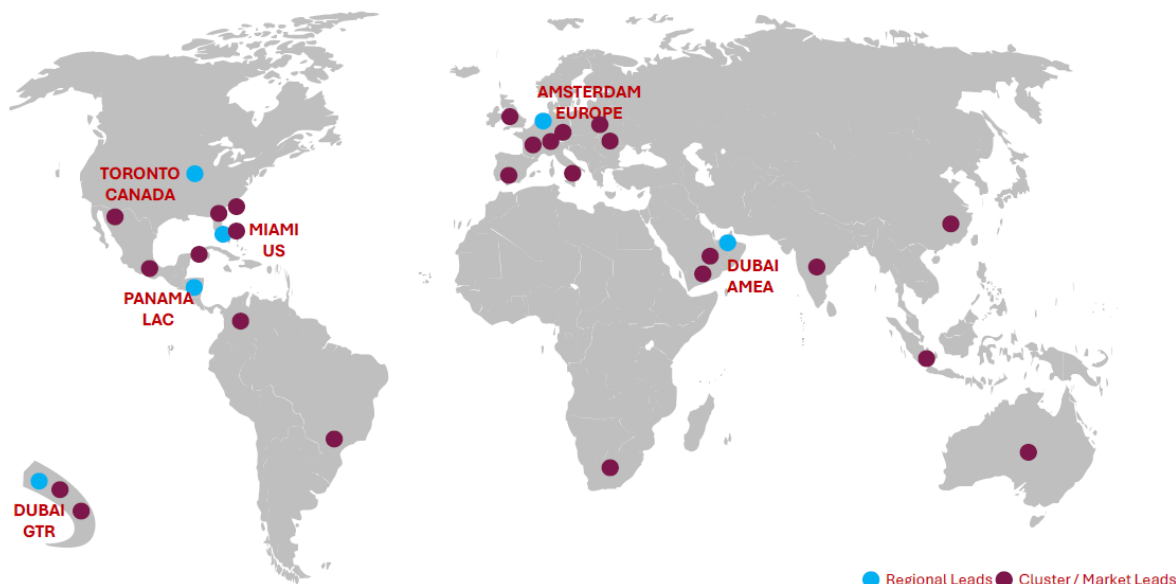 AMSTERDAM
EUROPE
TORONTO
CANADA
MIAMI
US
DUBAI
AMEA
PANAMA
LAC
DUBAI
GTR
Regional Leads
Cluster / Market Leads